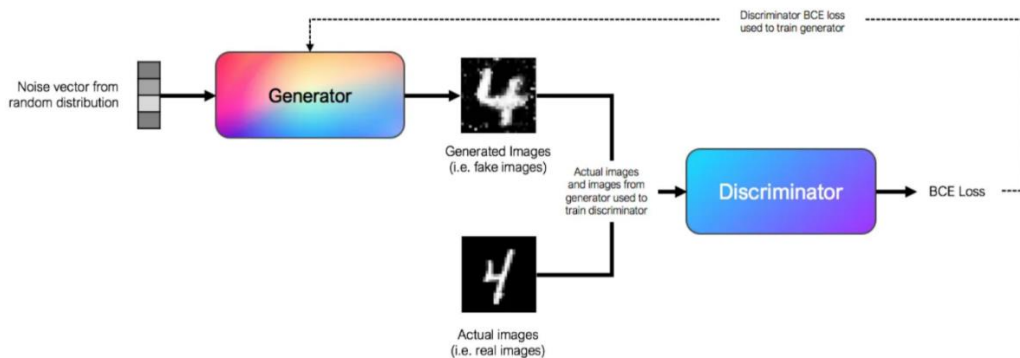 Discriminator BCE loss
used to train generator
Noise vector from
random distribution
Generator
Generated Images
(i.e. fake images)
Actual images
and images from
generator used to
train discriminator
Discriminator
BCE Loss
Actual images
(i.e. real images)